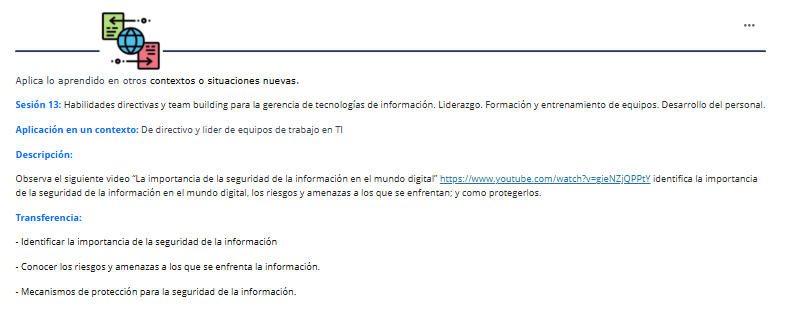 Aplica lo aprendido en otros contextos o situaciones nuevas.
Sesión 13: Habilidades directivas y team building para la gerencia de tecnologías de información. Liderazgo. Formación y entrenamiento de equipos. Desarrollo del personal.
Aplicación en un contexto: De directivo y lider de equipos de trabajo en TI
Descripción:
Observa el siguiente video "La importancia de la seguridad de la información en el mundo digital" https://www.youtube.com/watch?v=gieNZjQPPtY identifica la importancia
de la seguridad de la información en el mundo digital, los riesgos y amenazas a los que se enfrentan; y como protegerlos.
Transferencia:
- Identificar la importancia de la seguridad de la información
- Conocer los riesgos y amenazas a los que se enfrenta la información.
- Mecanismos de protección para la seguridad de la información.